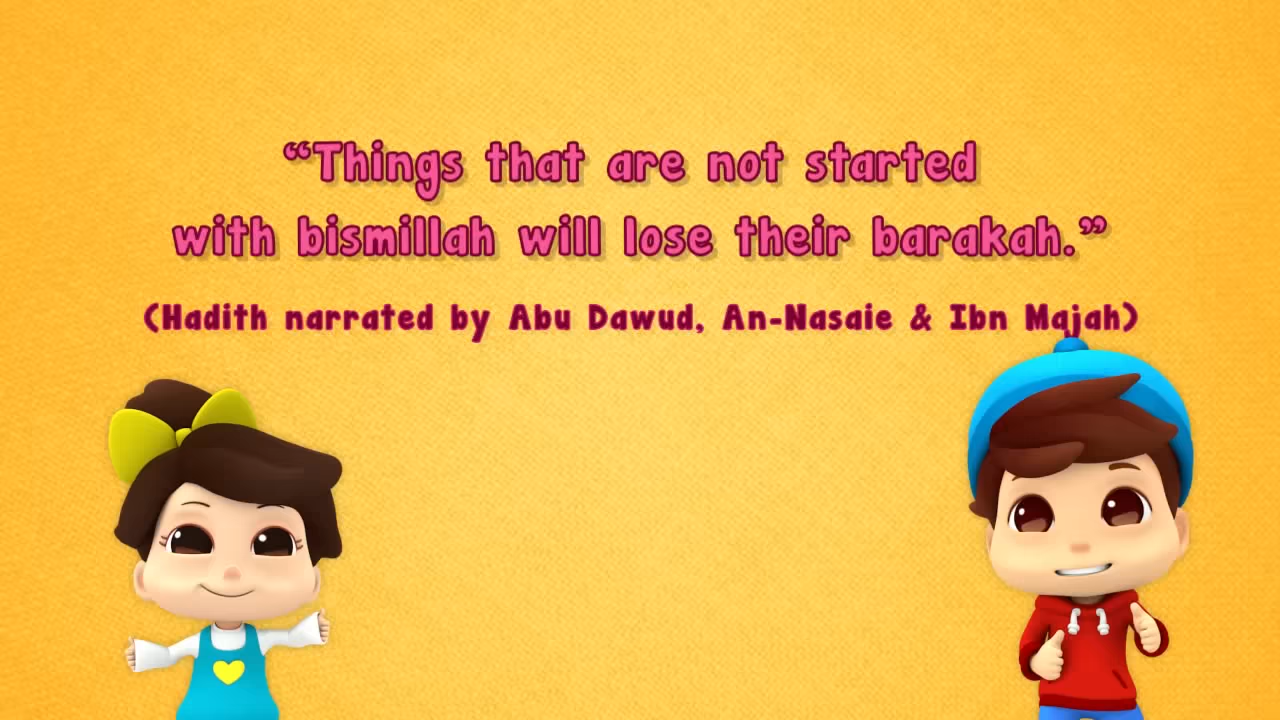 “Things that are not started
with bismillah will lose their barakah.”
(Hadith narrated by Abu Dawud, An-Nasaie & Ibn Majah)